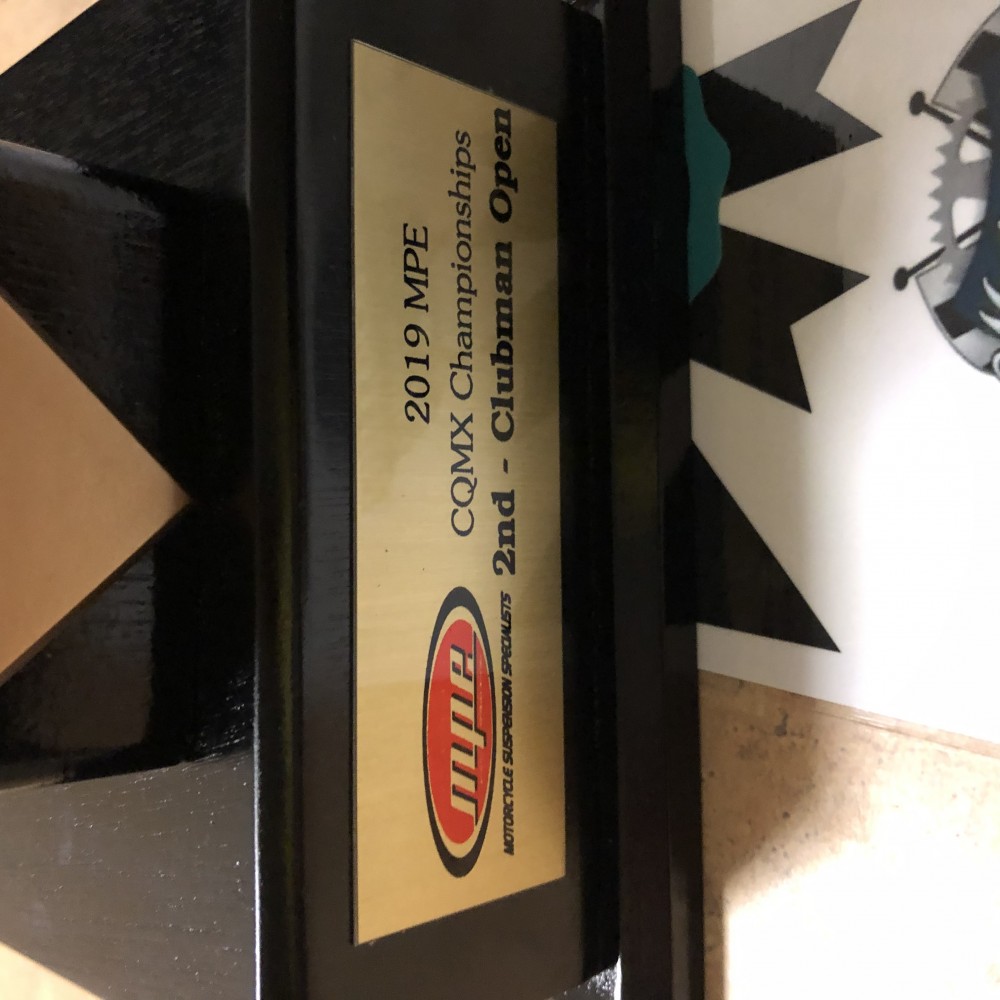 2019 MPE
CQMX Championships
2nd - Clubman Open
mpe
MOTORCYCLE SUSPENSION SPECIALISTS